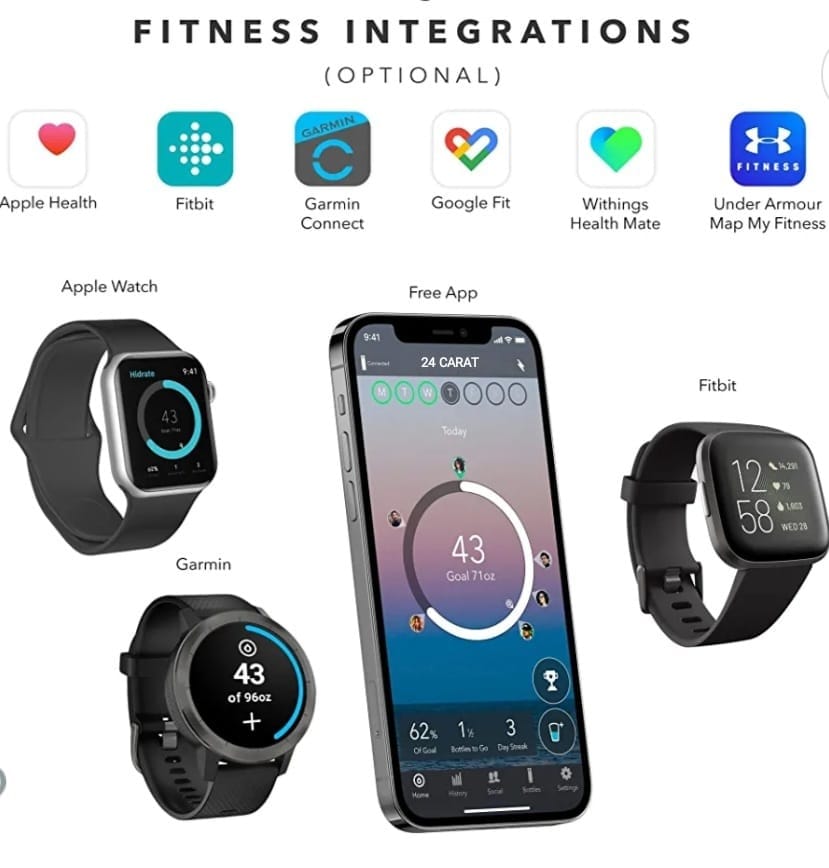 FITNESS INTEGRATIONS
(OPTIONAL)
GARMIN
FITNESS
Apple Health
Fitbit
Garmin
Connect
Google Fit
Withings
Health Mate
Under Armour
Map My Fitness
Apple Watch
Hidrate 9:41
43
62% 1 3
Free App
9:41
Connected
24 CARAT
M T W T
Today
43
Goal 71oz
62% 1½ 3
Of Goal Bottles to Go Day Streak
Home History Social Bottles Settings
Fitbit
12
58
14,291
70
1,603
WED 28
Garmin
43
of 96oz
+